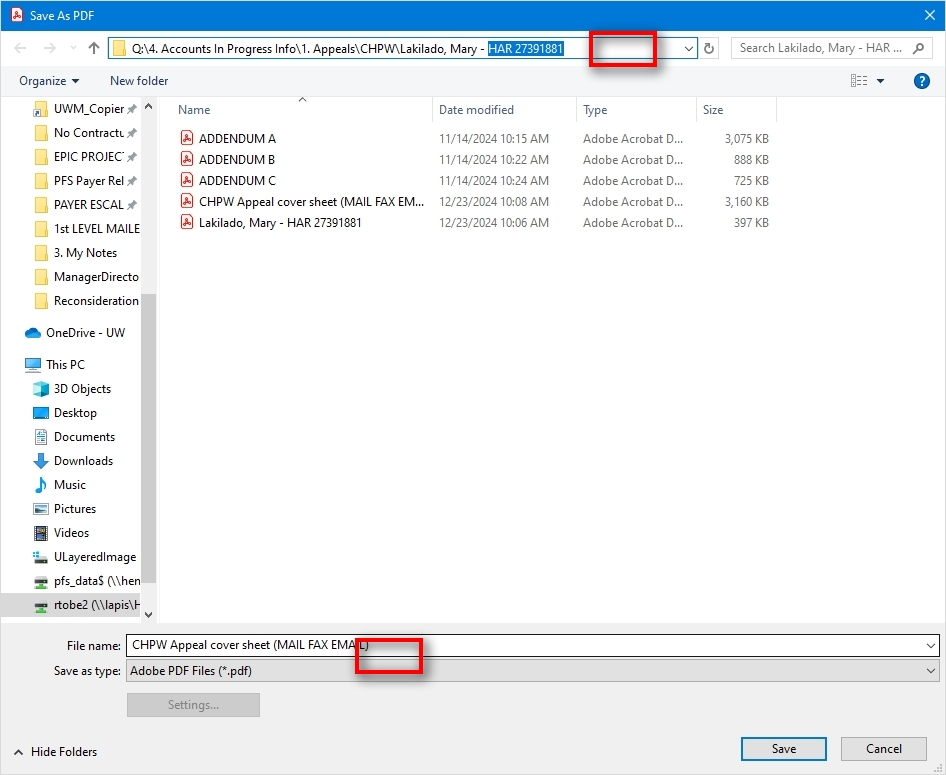 Save As PDF
Q:\4. Accounts In Progress Info\1. Appeals\CHPW\Lakilado, Mary - HAR 27391881
Search Lakilado, Mary - HAR ...
Organize
New folder
?
Name
Date modified
Type
Size
UWM_Copier
No Contractu
EPIC PROJEC
PFS Payer Rel
PAYER ESCAL
1st LEVEL MAILE
3. My Notes
ManagerDirecto
Reconsideration
OneDrive - UW
This PC
3D Objects
Desktop
Documents
Downloads
Music
Pictures
Videos
ULayeredImage
pfs_data$ (\\hen
rtobe2 (\\lapis\H
ADDENDUM A 11/14/2024 10:15 AM Adobe Acrobat D... 3,075 KB
ADDENDUM B 11/14/2024 10:22 AM Adobe Acrobat D... 888 KB
ADDENDUM C 11/14/2024 10:24 AM Adobe Acrobat D... 725 KB
CHPW Appeal cover sheet (MAIL FAX EM... 12/23/2024 10:08 AM Adobe Acrobat D... 3,160 KB
Lakilado, Mary - HAR 27391881 12/23/2024 10:06 AM Adobe Acrobat D... 397 KB
File name: CHPW Appeal cover sheet (MAIL FAX EMAIL)
Save as type: Adobe PDF Files (*.pdf)
Settings...
Hide Folders
Save
Cancel